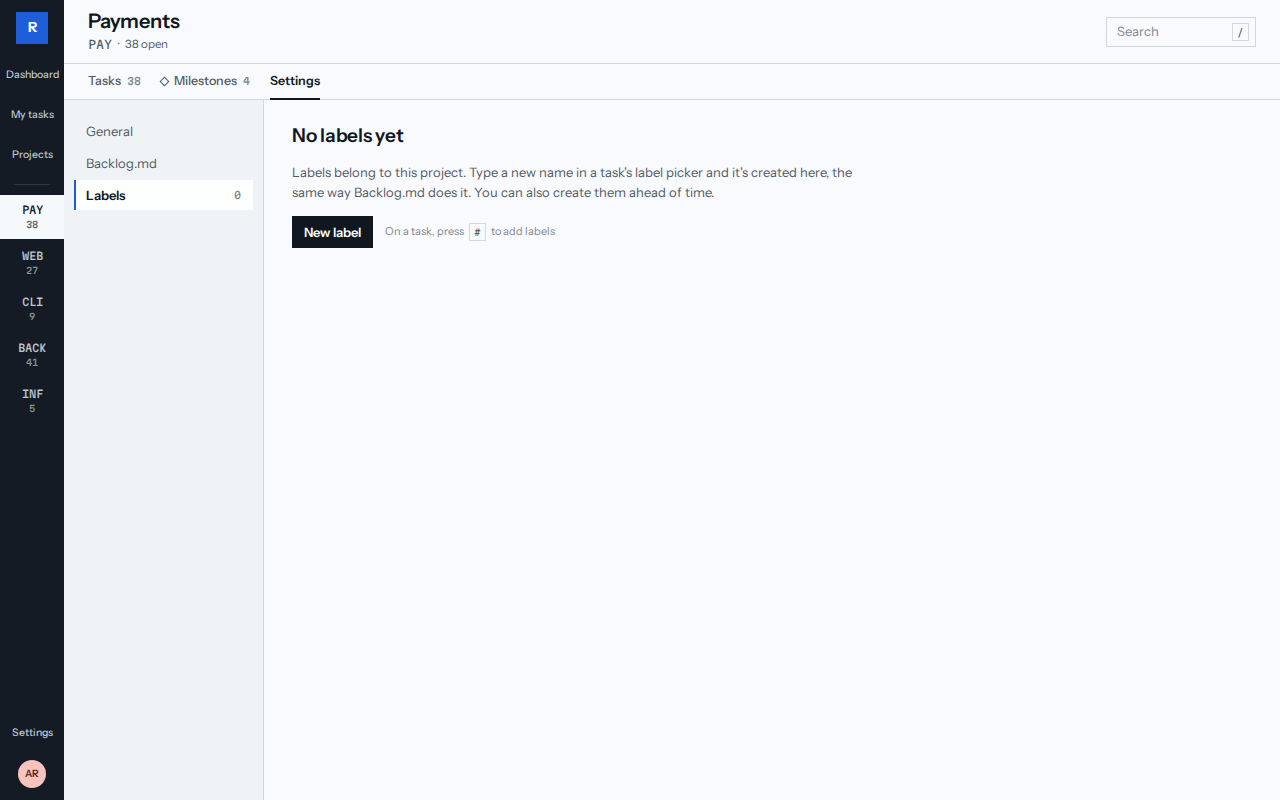 R
Dashboard
My tasks
Projects
PAY
38
WEB
27
CLI
9
BACK
41
INF
5
Settings
AR
Payments
PAY · 38 open
Search /
Tasks 38 Milestones 4 Settings
General
Backlog.md
Labels 0
No labels yet
Labels belong to this project. Type a new name in a task's label picker and it's created here, the
same way Backlog.md does it. You can also create them ahead of time.
New label On a task, press # to add labels